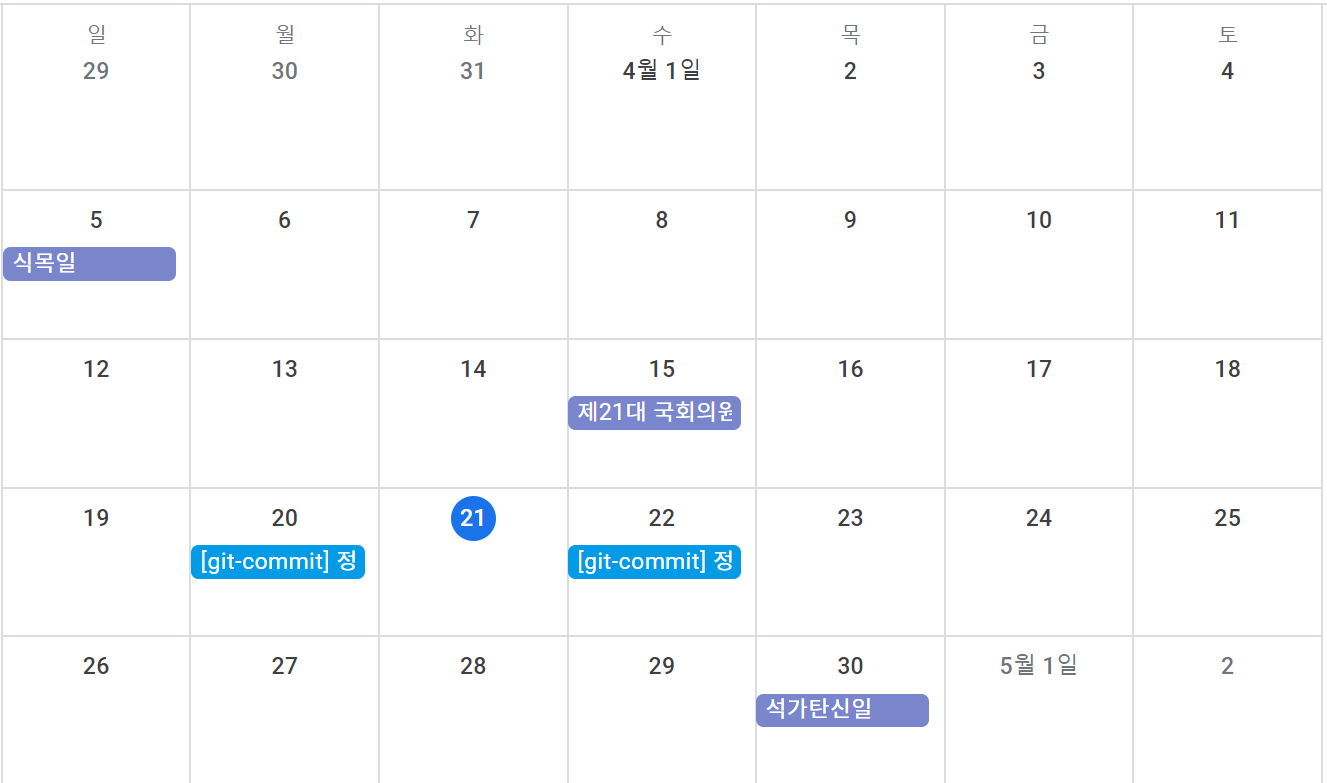 일 월 화 수 목 금 토
29 30 31 4월 1일 2 3 4
5 6 7 8 9 10 11
식목일
12 13 14 15 16 17 18
제21대 국회의원
19 20 21 22 23 24 25
[git-commit] 정 [git-commit] 정
26 27 28 29 30 5월 1일 2
석가탄신일